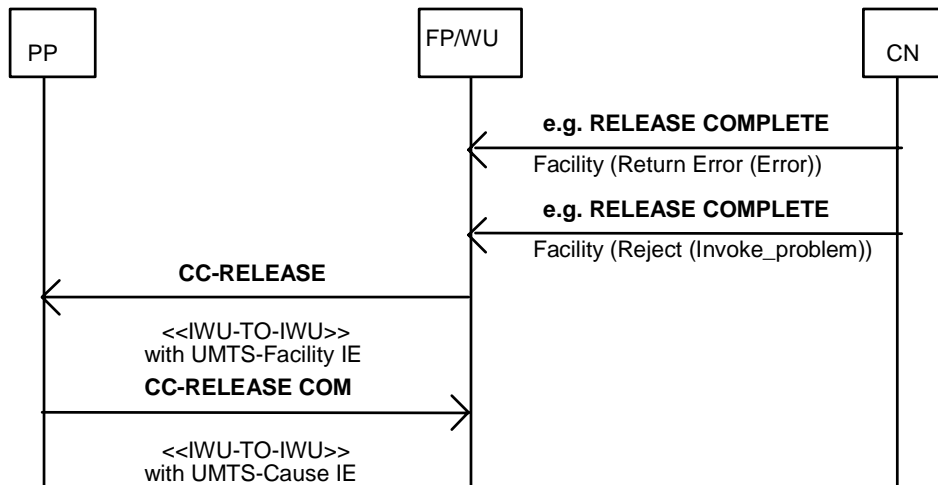 PP
FP/WU
CN
e.g. RELEASE COMPLETE
Facility (Return Error (Error))
e.g. RELEASE COMPLETE
Facility (Reject (Invoke_problem))
CC-RELEASE
<<IWU-TO-IWU>>
with UMTS-Facility IE
CC-RELEASE COM
<<IWU-TO-IWU>>
with UMTS-Cause IE